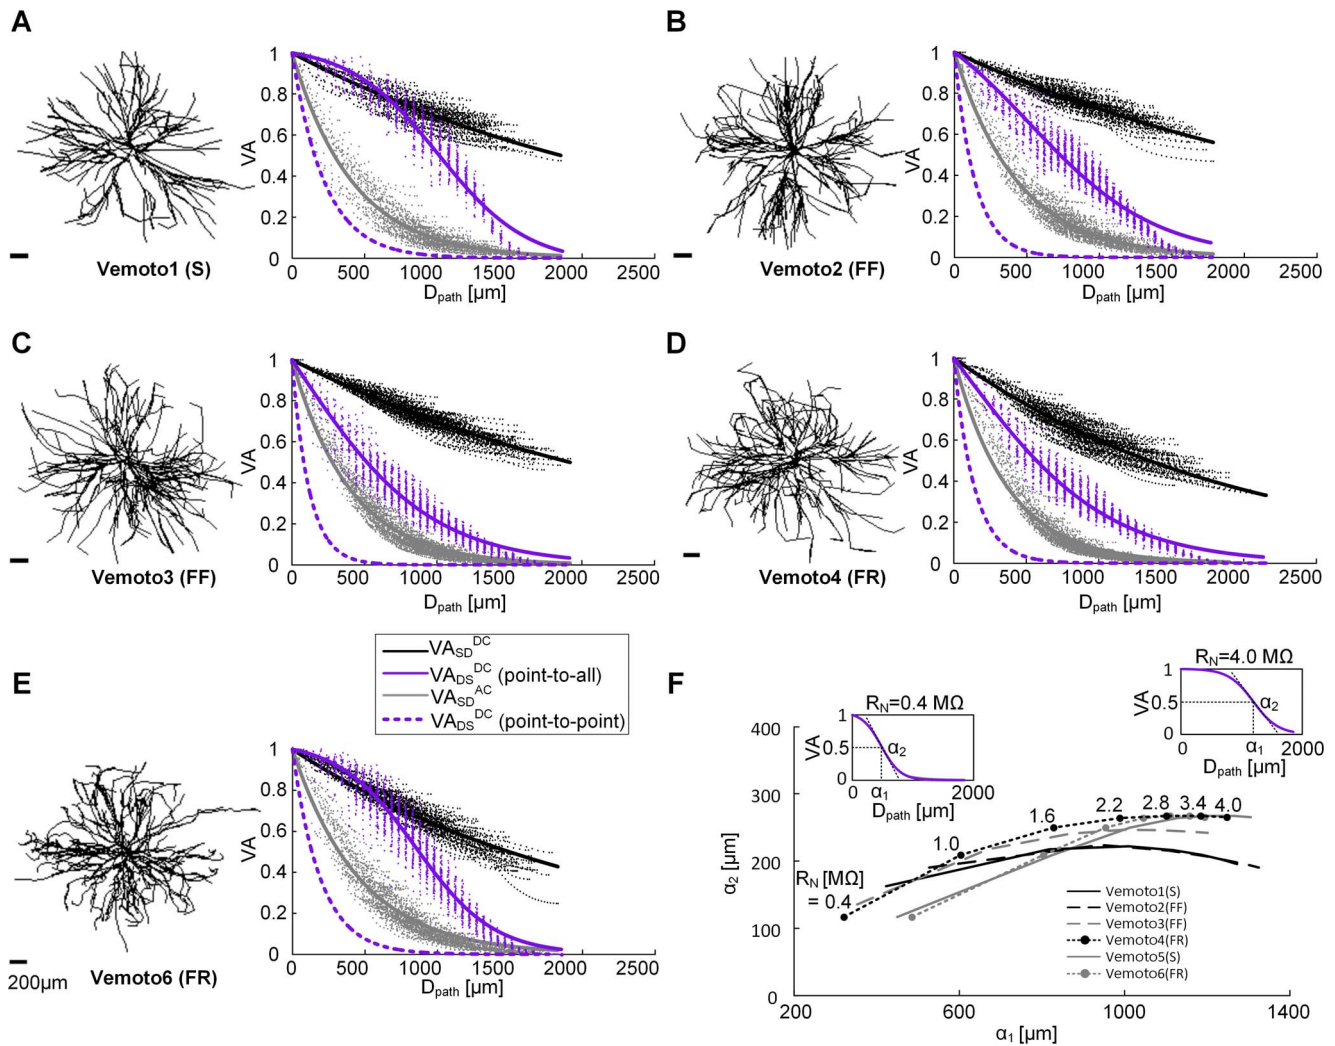 A
VA
1
0.8
0.6
0.4
0.2
0
0 500 1000 1500 2000 2500
D_path [µm]
Vemoto1 (S)
B
VA
1
0.8
0.6
0.4
0.2
0
0 500 1000 1500 2000 2500
D_path [µm]
Vemoto2 (FF)
C
VA
1
0.8
0.6
0.4
0.2
0
0 500 1000 1500 2000 2500
D_path [µm]
Vemoto3 (FF)
D
VA
1
0.8
0.6
0.4
0.2
0
0 500 1000 1500 2000 2500
D_path [µm]
Vemoto4 (FR)
VA_SD^DC
VA_DS^DC (point-to-all)
VA_SD^AC
VA_DS^DC (point-to-point)
E
VA
1
0.8
0.6
0.4
0.2
0
0 500 1000 1500 2000 2500
D_path [µm]
200µm
Vemoto6 (FR)
F
R_N=0.4 MΩ
VA
1
0.5
0
α₂
α₁
0 2000
D_path [µm]
R_N=4.0 MΩ
VA
1
0.5
0
α₂
0 α₁ 2000
D_path [µm]
400
300
200
100
0
α₂ [µm]
R_N [MΩ]
= 0.4
1.0
1.6
2.2 2.8 3.4 4.0
Vemoto1(S)
Vemoto2(FF)
Vemoto3(FF)
Vemoto4(FR)
Vemoto5(S)
Vemoto6(FR)
200 600 1000 1400
α₁ [µm]